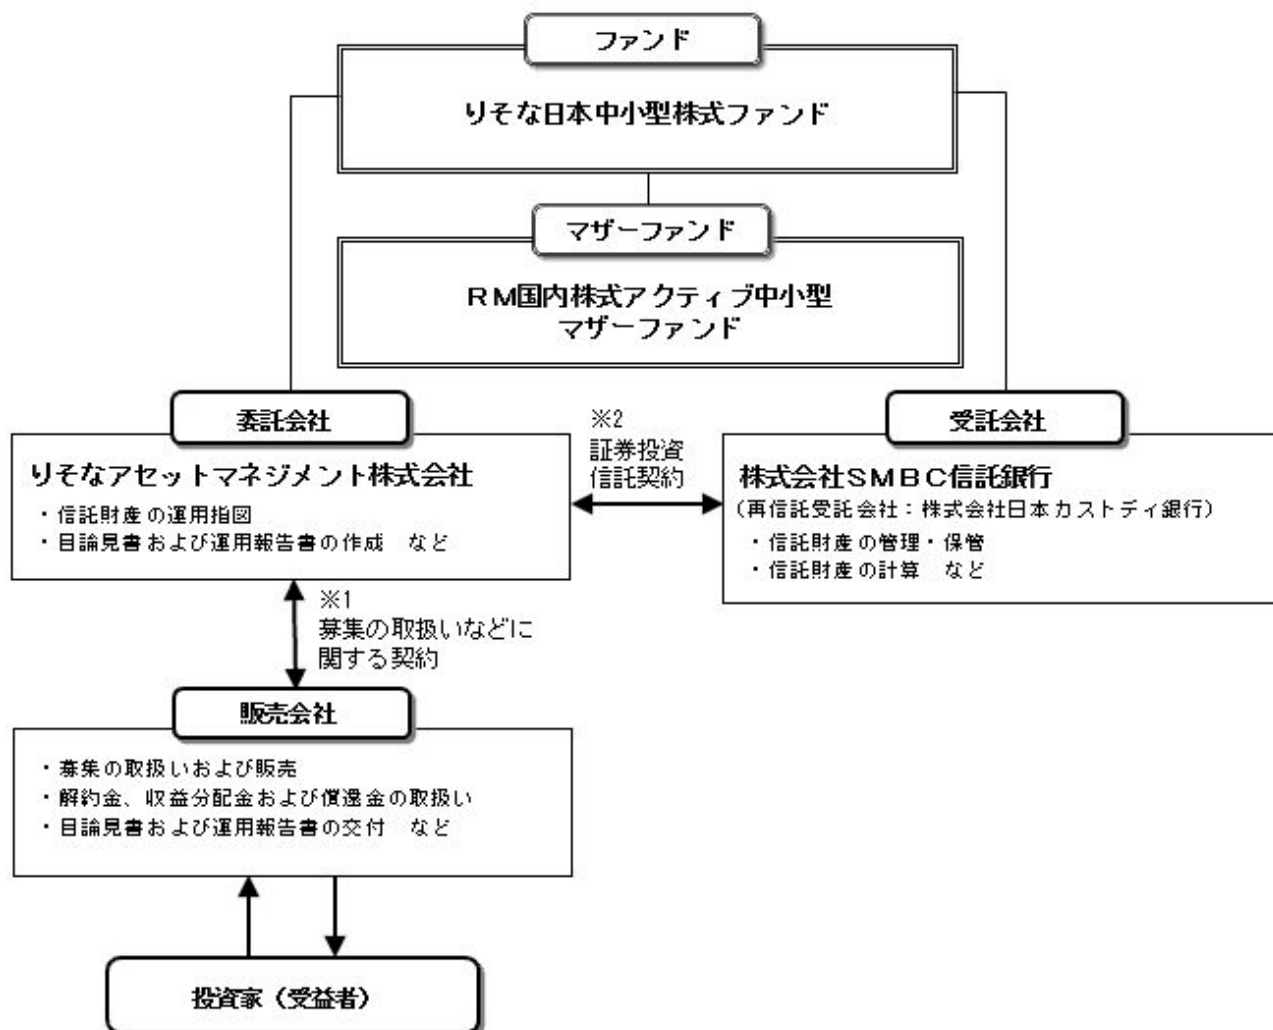 ファンド
りそな日本中小型株式ファンド
マザーファンド
RM国内株式アクティブ中小型
マザーファンド
委託会社
りそなアセットマネジメント株式会社
・信託財産の運用指図
・目論見書および運用報告書の作成 など
※2
証券投資
信託契約
受託会社
株式会社SMBC信託銀行
(再信託受託会社：株式会社日本カストディ銀行)
・信託財産の管理・保管
・信託財産の計算 など
※1
募集の取扱いなどに
関する契約
販売会社
・募集の取扱いおよび販売
・解約金、収益分配金および償還金の取扱い
・目論見書および運用報告書の交付 など
投資家（受益者）